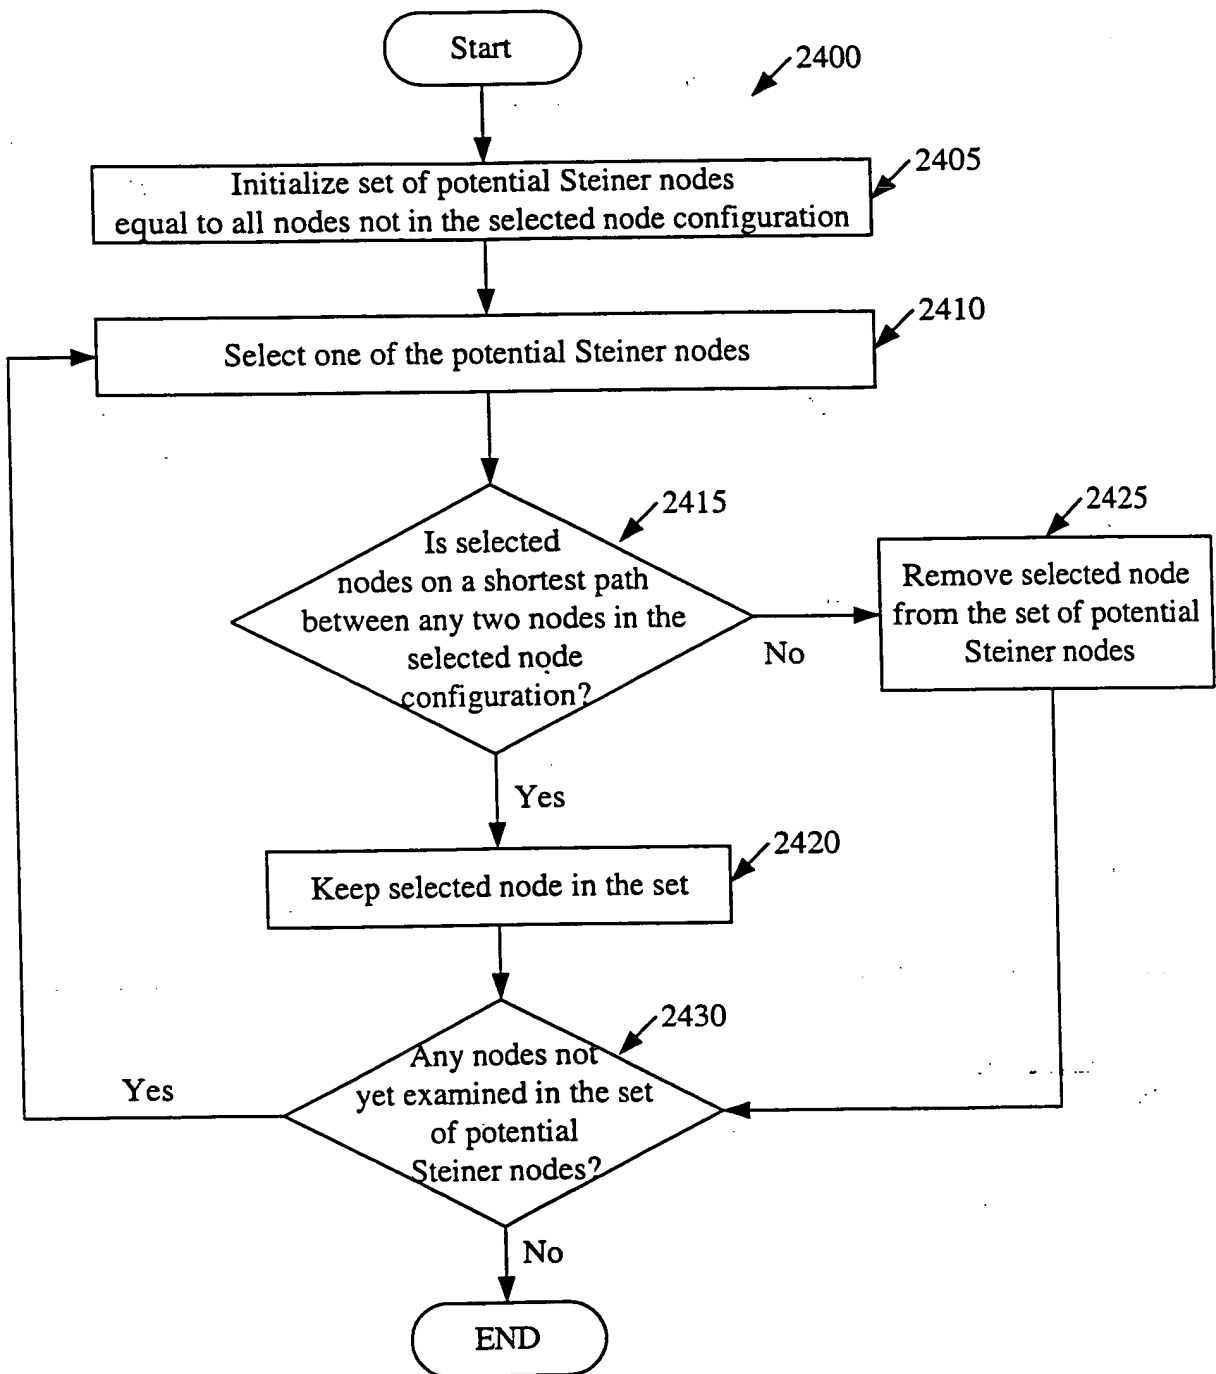 Start
2400
2405
Initialize set of potential Steiner nodes
equal to all nodes not in the selected node configuration
2410
Select one of the potential Steiner nodes
2415
Is selected
nodes on a shortest path
between any two nodes in the
selected node
configuration?
No
2425
Remove selected node
from the set of potential
Steiner nodes
Yes
2420
Keep selected node in the set
2430
Any nodes not
yet examined in the set
of potential
Steiner nodes?
Yes
No
END